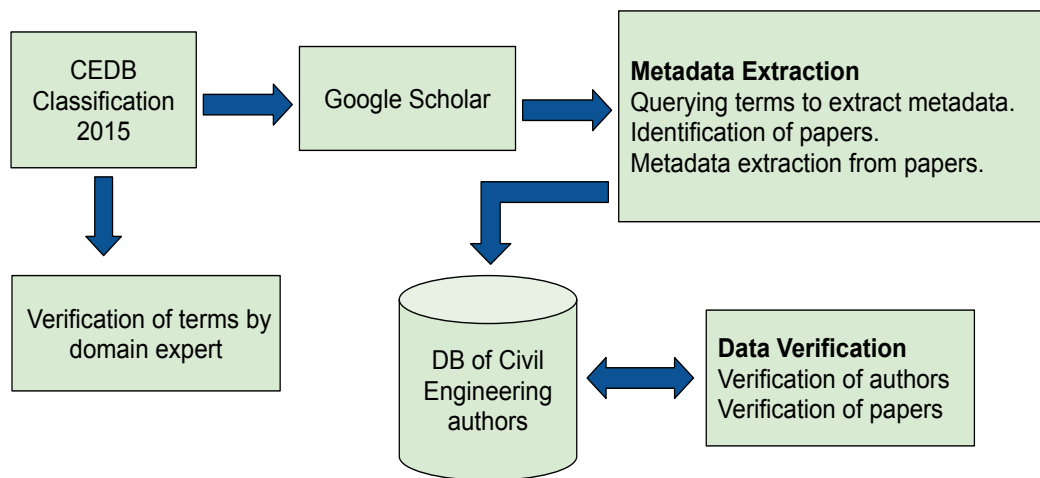 CEDB
Classification
2015
Google Scholar
Metadata Extraction
Querying terms to extract metadata.
Identification of papers.
Metadata extraction from papers.
Verification of terms by
domain expert
DB of Civil
Engineering
authors
Data Verification
Verification of authors
Verification of papers